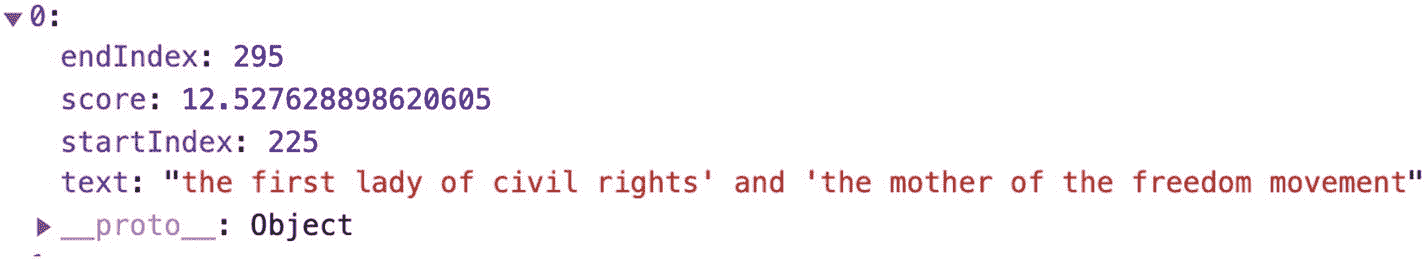 ▼0:
endIndex: 295
score: 12.527628898620605
startIndex: 225
text: "the first lady of civil rights' and 'the mother of the freedom movement"
▶__proto__: Object